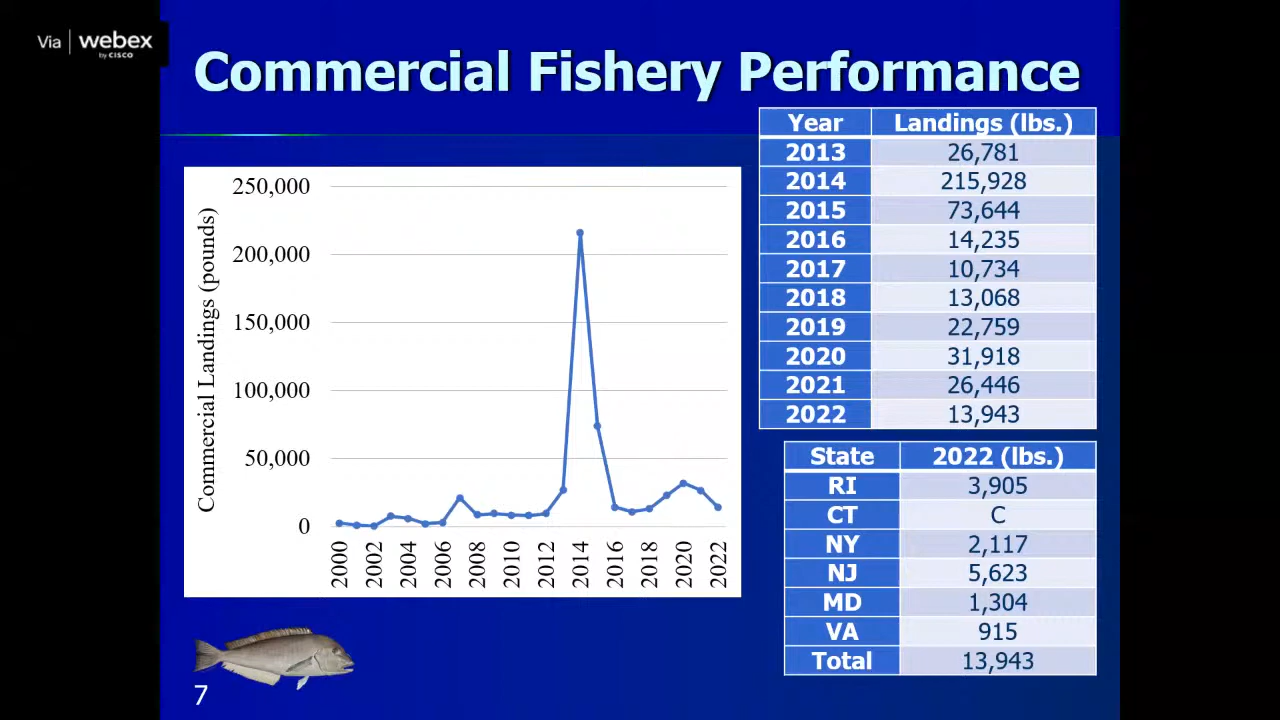 Via | webex
by CISCO
Commercial Fishery Performance
Commercial Landings (pounds)
250,000
200,000
150,000
100,000
50,000
0
2000 2002 2004 2006 2008 2010 2012 2014 2016 2018 2020 2022
Year Landings (lbs.)
2013 26,781
2014 215,928
2015 73,644
2016 14,235
2017 10,734
2018 13,068
2019 22,759
2020 31,918
2021 26,446
2022 13,943
State 2022 (lbs.)
RI 3,905
CT C
NY 2,117
NJ 5,623
MD 1,304
VA 915
Total 13,943
7